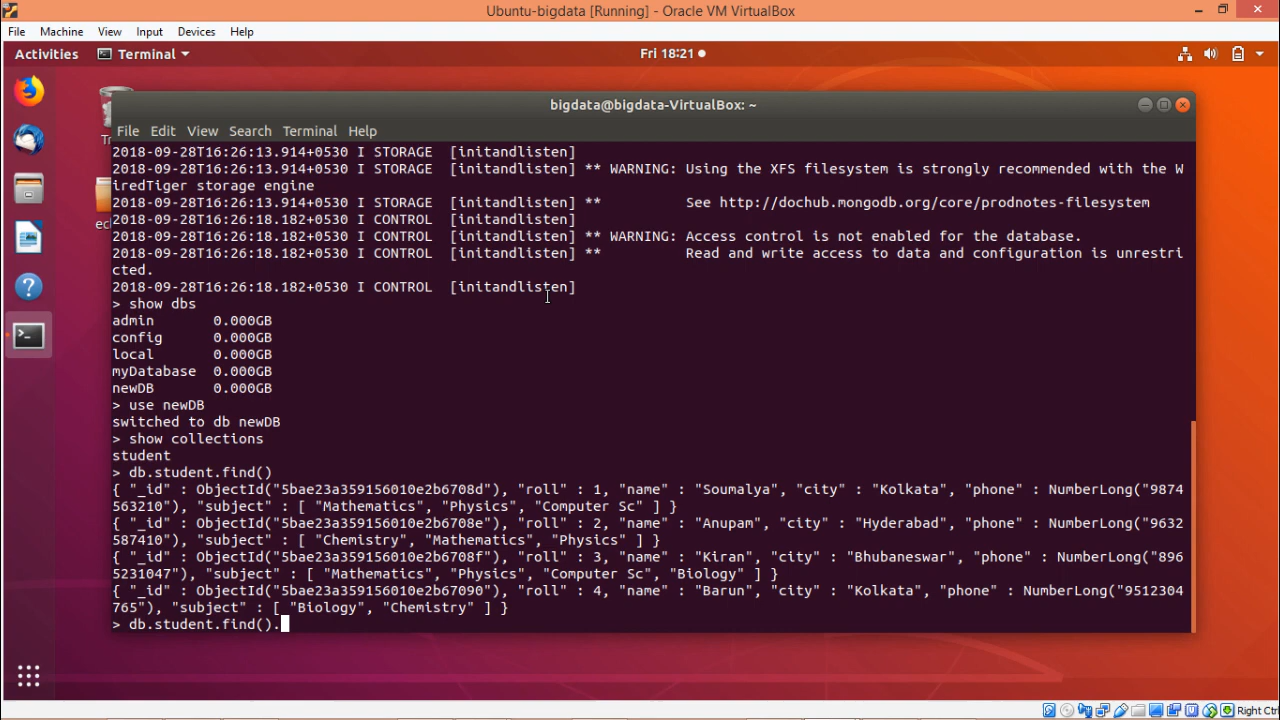 Ubuntu-bigdata [Running] - Oracle VM VirtualBox
File Machine View Input Devices Help
Activities Terminal Fri 18:21
bigdata@bigdata-VirtualBox: ~
File Edit View Search Terminal Help
2018-09-28T16:26:13.914+0530 I STORAGE  [initandlisten]
2018-09-28T16:26:13.914+0530 I STORAGE  [initandlisten] ** WARNING: Using the XFS filesystem is strongly recommended with the W
iredTiger storage engine
2018-09-28T16:26:13.914+0530 I STORAGE  [initandlisten] **          See http://dochub.mongodb.org/core/prodnotes-filesystem
2018-09-28T16:26:18.182+0530 I CONTROL  [initandlisten]
2018-09-28T16:26:18.182+0530 I CONTROL  [initandlisten] ** WARNING: Access control is not enabled for the database.
2018-09-28T16:26:18.182+0530 I CONTROL  [initandlisten] **          Read and write access to data and configuration is unrestri
cted.
2018-09-28T16:26:18.182+0530 I CONTROL  [initandlisten]
> show dbs
admin       0.000GB
config      0.000GB
local       0.000GB
myDatabase  0.000GB
newDB       0.000GB
> use newDB
switched to db newDB
> show collections
student
> db.student.find()
{ "_id" : ObjectId("5bae23a359156010e2b6708d"), "roll" : 1, "name" : "Soumalya", "city" : "Kolkata", "phone" : NumberLong("9874
563210"), "subject" : [ "Mathematics", "Physics", "Computer Sc" ] }
{ "_id" : ObjectId("5bae23a359156010e2b6708e"), "roll" : 2, "name" : "Anupam", "city" : "Hyderabad", "phone" : NumberLong("9632
587410"), "subject" : [ "Chemistry", "Mathematics", "Physics" ] }
{ "_id" : ObjectId("5bae23a359156010e2b6708f"), "roll" : 3, "name" : "Kiran", "city" : "Bhubaneswar", "phone" : NumberLong("896
5231047"), "subject" : [ "Mathematics", "Physics", "Computer Sc", "Biology" ] }
{ "_id" : ObjectId("5bae23a359156010e2b67090"), "roll" : 4, "name" : "Barun", "city" : "Kolkata", "phone" : NumberLong("9512304
765"), "subject" : [ "Biology", "Chemistry" ] }
> db.student.find().
Right Ctrl